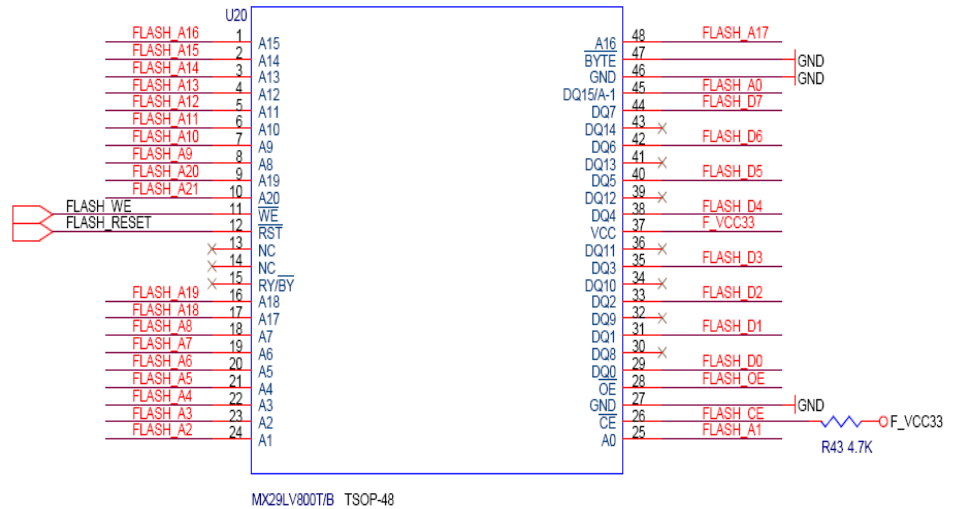 U20
FLASH_A16 1 A15
FLASH_A15 2 A14
FLASH_A14 3 A13
FLASH_A13 4 A12
FLASH_A12 5 A11
FLASH_A11 6 A10
FLASH_A10 7 A9
FLASH_A9 8 A8
FLASH_A20 9 A19
FLASH_A21 10 A20
FLASH_WE 11 WE
FLASH_RESET 12 RST
13 NC
14 NC
15 RY/BY
FLASH_A19 16 A18
FLASH_A18 17 A17
FLASH_A8 18 A7
FLASH_A7 19 A6
FLASH_A6 20 A5
FLASH_A5 21 A4
FLASH_A4 22 A3
FLASH_A3 23 A2
FLASH_A2 24 A1
A16 48 FLASH_A17
BYTE 47 GND
GND 46 GND
DQ15/A-1 45 FLASH_A0
DQ7 44 FLASH_D7
DQ14 43
DQ6 42 FLASH_D6
DQ13 41
DQ5 40 FLASH_D5
DQ12 39
DQ4 38 FLASH_D4
VCC 37 F_VCC33
DQ11 36
DQ3 35 FLASH_D3
DQ10 34
DQ2 33 FLASH_D2
DQ9 32
DQ1 31 FLASH_D1
DQ8 30
DQ0 29 FLASH_D0
OE 28 FLASH_OE
GND 27 GND
CE 26 FLASH_CE F_VCC33
A0 25 FLASH_A1
R43 4.7K
MX29LV800T/B TSOP-48